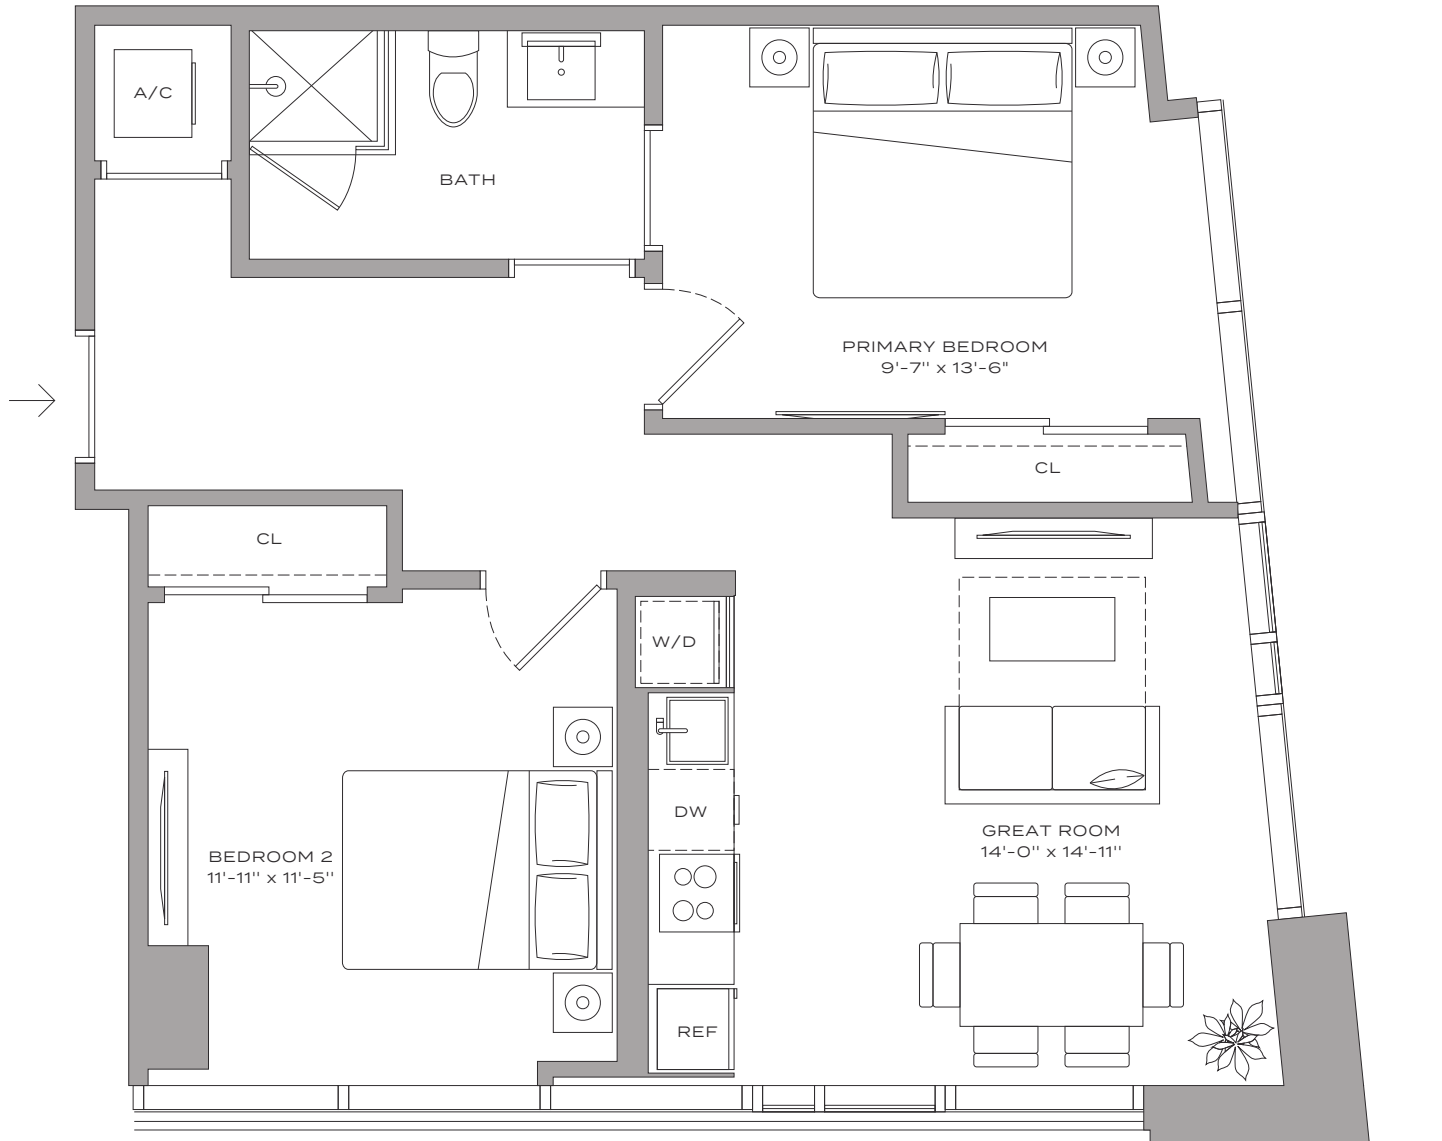 A/C
BATH
PRIMARY BEDROOM
9'-7" x 13'-6"
CL
CL
W/D
DW
GREAT ROOM
14'-0" x 14'-11"
BEDROOM 2
11'-11" x 11'-5"
REF